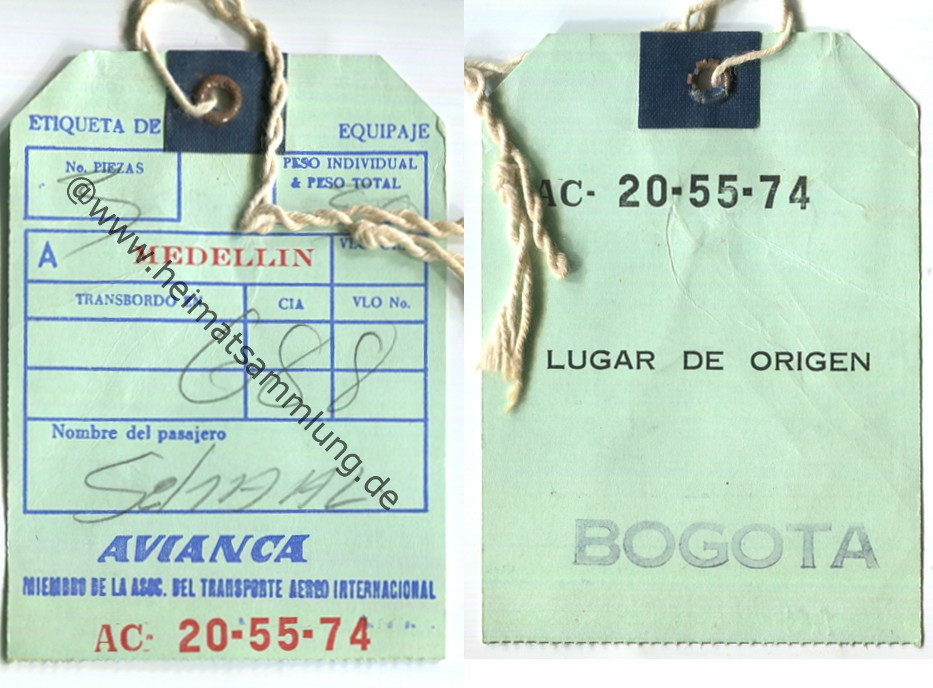 ETIQUETA DE EQUIPAJE
No. PIEZAS
PESO INDIVIDUAL
& PESO TOTAL
A MEDELLIN
TRANSBORDO CIA VLO No.
688
Nombre del pasajero
AVIANCA
MIEMBRO DE LA ASOC. DEL TRANSPORTE AEREO INTERNACIONAL
AC- 20-55-74
@www.heimatsammlung.de
AC- 20-55-74
LUGAR DE ORIGEN
BOGOTA